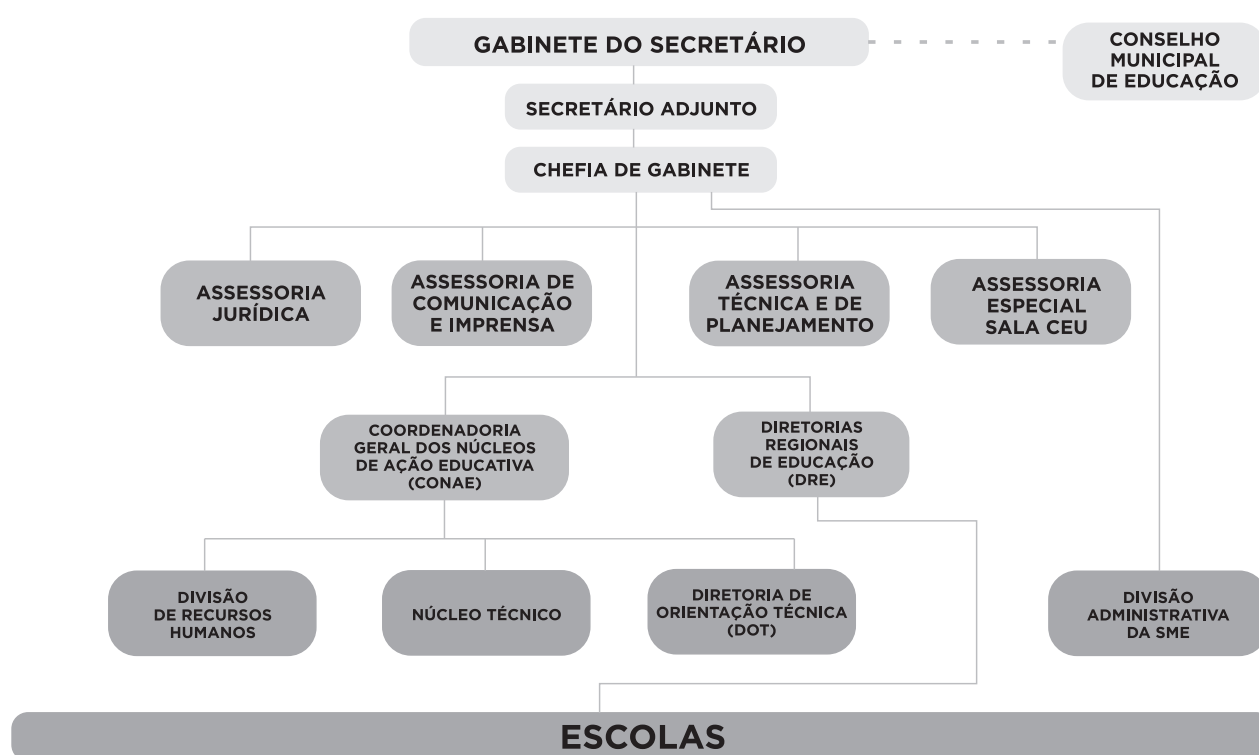 GABINETE DO SECRETÁRIO
CONSELHO
MUNICIPAL
DE EDUCAÇÃO
SECRETÁRIO ADJUNTO
CHEFIA DE GABINETE
ASSESSORIA
JURÍDICA
ASSESSORIA DE
COMUNICAÇÃO
E IMPRENSA
ASSESSORIA
TÉCNICA E DE
PLANEJAMENTO
ASSESSORIA
ESPECIAL
SALA CEU
COORDENADORIA
GERAL DOS NÚCLEOS
DE AÇÃO EDUCATIVA
(CONAE)
DIRETORIAS
REGIONAIS
DE EDUCAÇÃO
(DRE)
DIVISÃO
DE RECURSOS
HUMANOS
NÚCLEO TÉCNICO
DIRETORIA DE
ORIENTAÇÃO TÉCNICA
(DOT)
DIVISÃO
ADMINISTRATIVA
DA SME
ESCOLAS